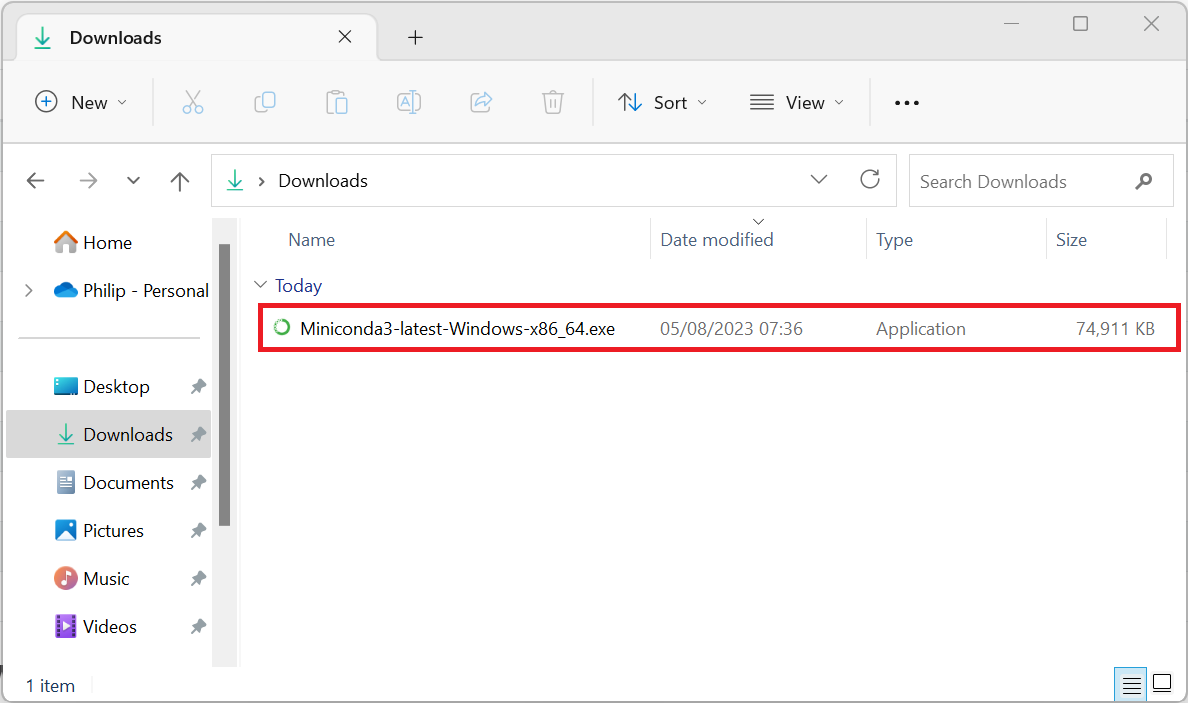 Downloads
New Sort View
Downloads Search Downloads
Name Date modified Type Size
Home
Today
Philip - Personal
Miniconda3-latest-Windows-x86_64.exe 05/08/2023 07:36 Application 74,911 KB
Desktop
Downloads
Documents
Pictures
Music
Videos
1 item